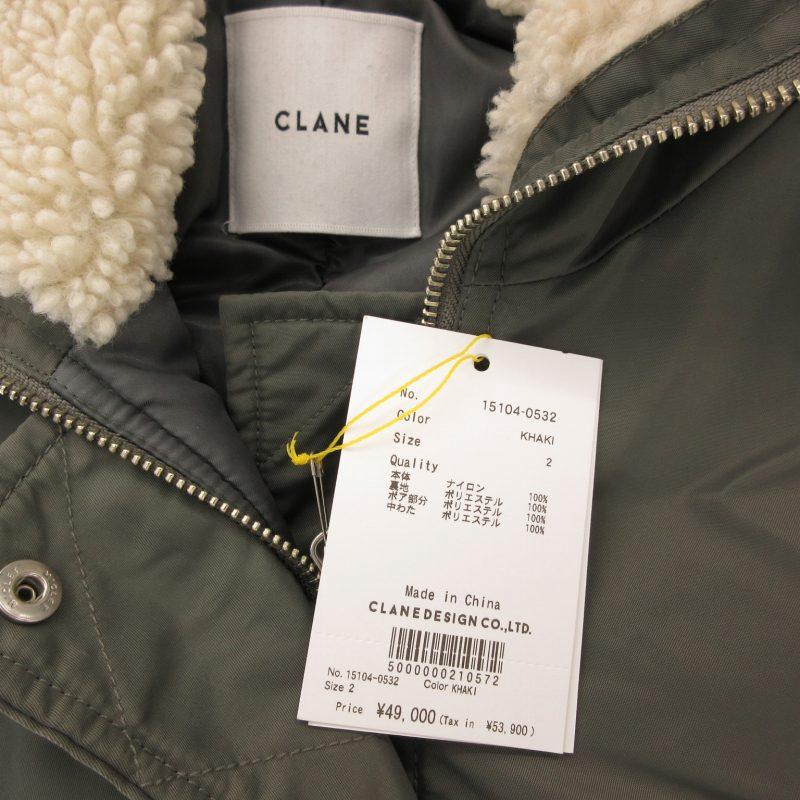 CLANE
No. 15104-0532
Color KHAKI
Size 2
Quality
本体 ナイロン 100%
裏地 ポリエステル 100%
ボア部分 ポリエステル 100%
中わた ポリエステル 100%
Made in China
CLANE DESIGN CO.,LTD.
5000000210572
No. 15104-0532 Color KHAKI
Size 2
Price ¥49,000 (Tax in ¥53,900)